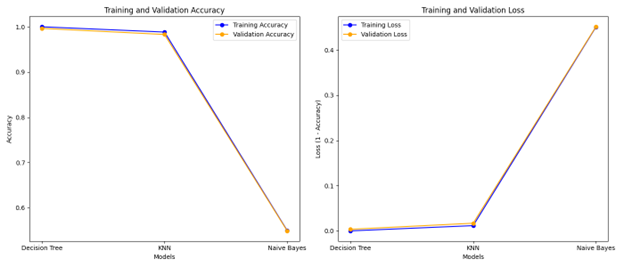 Training and Validation Accuracy
Training Accuracy
Validation Accuracy
1.0
0.9
0.8
0.7
0.6
Accuracy
Decision Tree
KNN
Naive Bayes
Models
Training and Validation Loss
Training Loss
Validation Loss
0.4
0.3
0.2
0.1
0.0
Loss (1 - Accuracy)
Decision Tree
KNN
Naive Bayes
Models